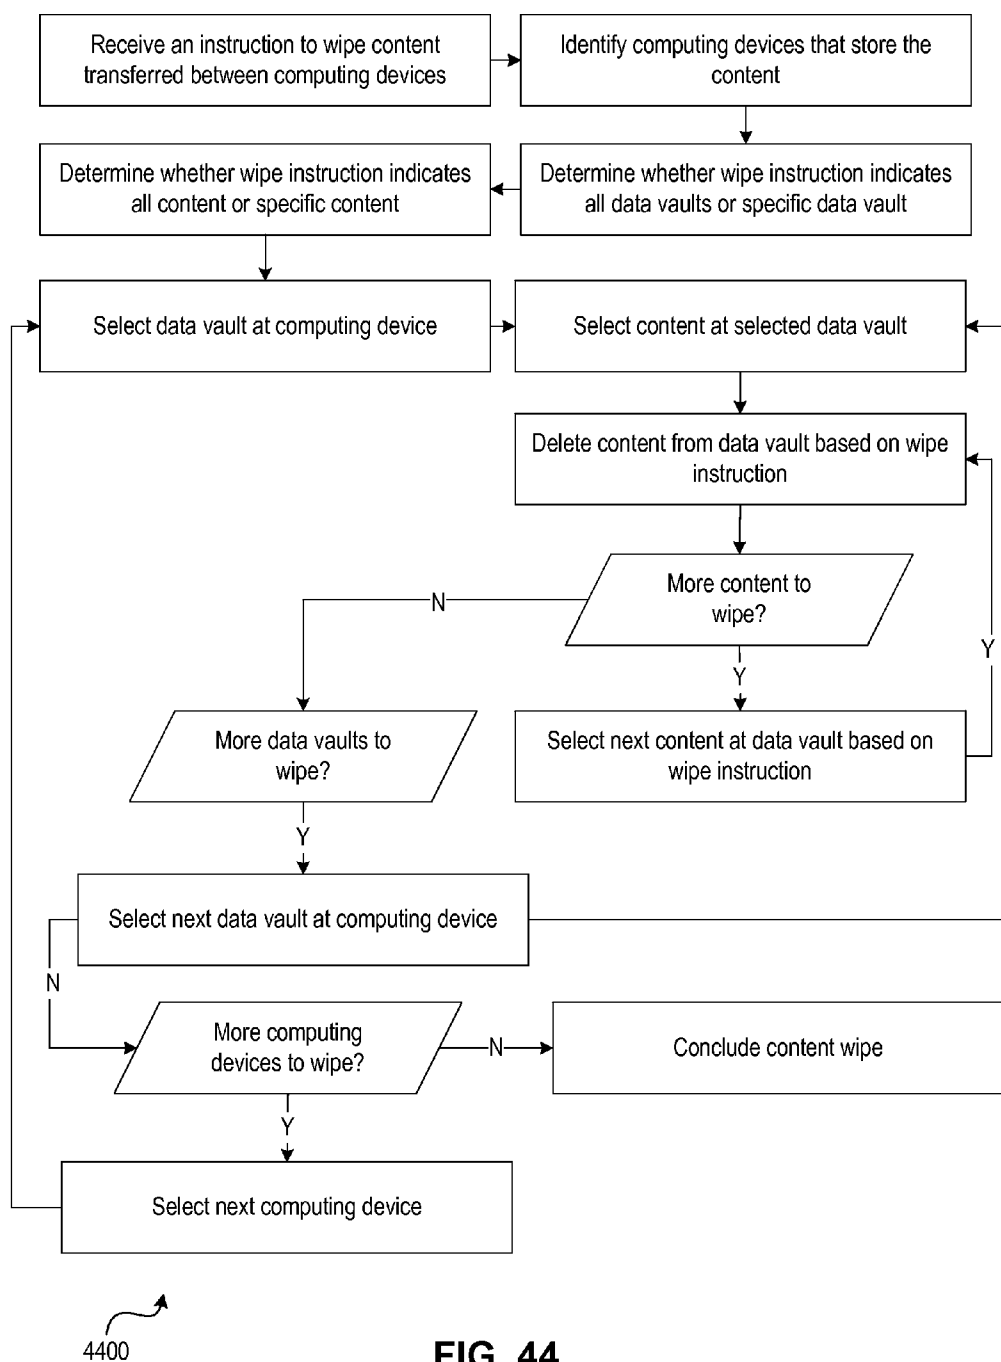 Receive an instruction to wipe content
transferred between computing devices
Identify computing devices that store the
content
Determine whether wipe instruction indicates
all content or specific content
Determine whether wipe instruction indicates
all data vaults or specific data vault
Select data vault at computing device
Select content at selected data vault
Delete content from data vault based on wipe
instruction
More content to
wipe?
N
Y
Y
More data vaults to
wipe?
Select next content at data vault based on
wipe instruction
Y
Select next data vault at computing device
N
More computing
devices to wipe?
N
Conclude content wipe
Y
Select next computing device
4400
FIG. 44